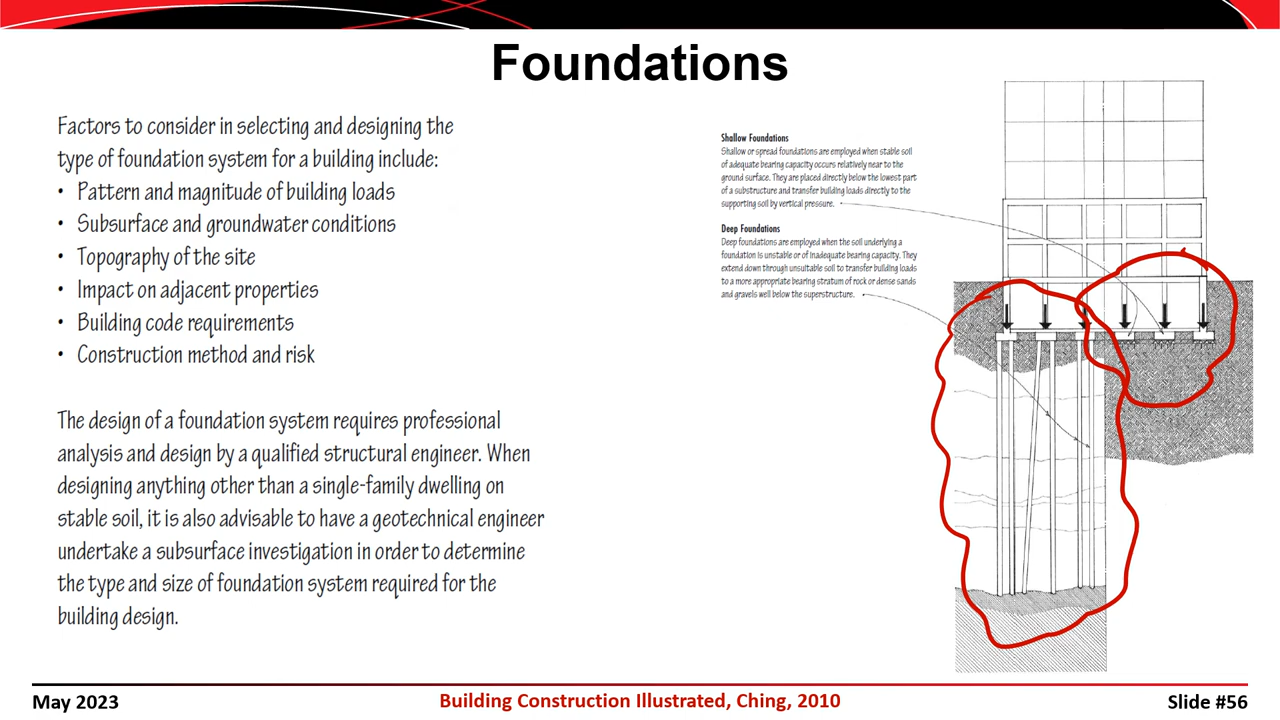 Foundations
Factors to consider in selecting and designing the
type of foundation system for a building include:
• Pattern and magnitude of building loads
• Subsurface and groundwater conditions
• Topography of the site
• Impact on adjacent properties
• Building code requirements
• Construction method and risk
The design of a foundation system requires professional
analysis and design by a qualified structural engineer. When
designing anything other than a single-family dwelling on
stable soil, it is also advisable to have a geotechnical engineer
undertake a subsurface investigation in order to determine
the type and size of foundation system required for the
building design.
Shallow Foundations
Shallow or spread foundations are employed when stable soil
of adequate bearing capacity occurs relatively near to the
ground surface. They are placed directly below the lowest part
of a substructure and transfer building loads directly to the
supporting soil by vertical pressure.
Deep Foundations
Deep foundations are employed when the soil underlying a
foundation is unstable or of inadequate bearing capacity. They
extend down through unsuitable soil to transfer building loads
to a more appropriate bearing stratum of rock or dense sands
and gravels well below the superstructure.
May 2023
Building Construction Illustrated, Ching, 2010
Slide #56